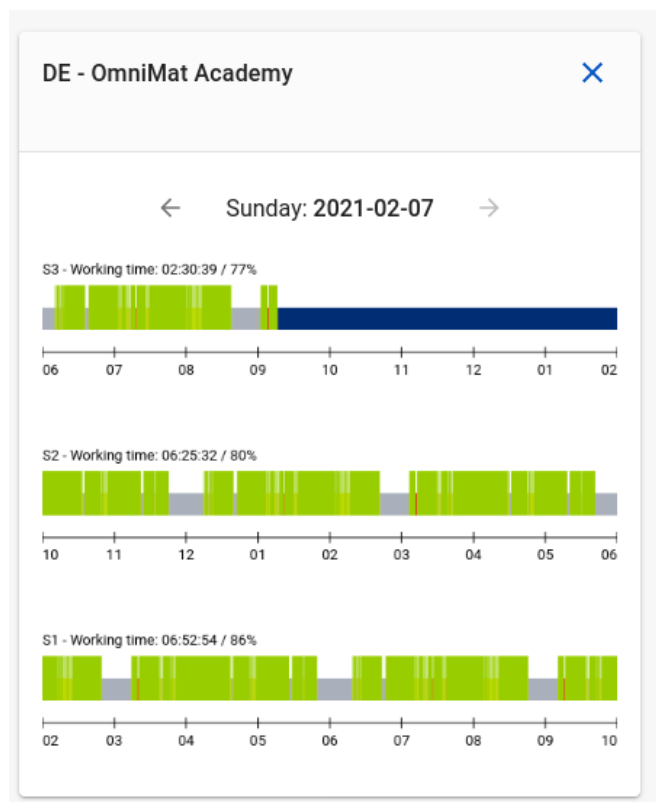 DE - OmniMat Academy
Sunday: 2021-02-07
S3 - Working time: 02:30:39 / 77%
06 07 08 09 10 11 12 01 02
S2 - Working time: 06:25:32 / 80%
10 11 12 01 02 03 04 05 06
S1 - Working time: 06:52:54 / 86%
02 03 04 05 06 07 08 09 10